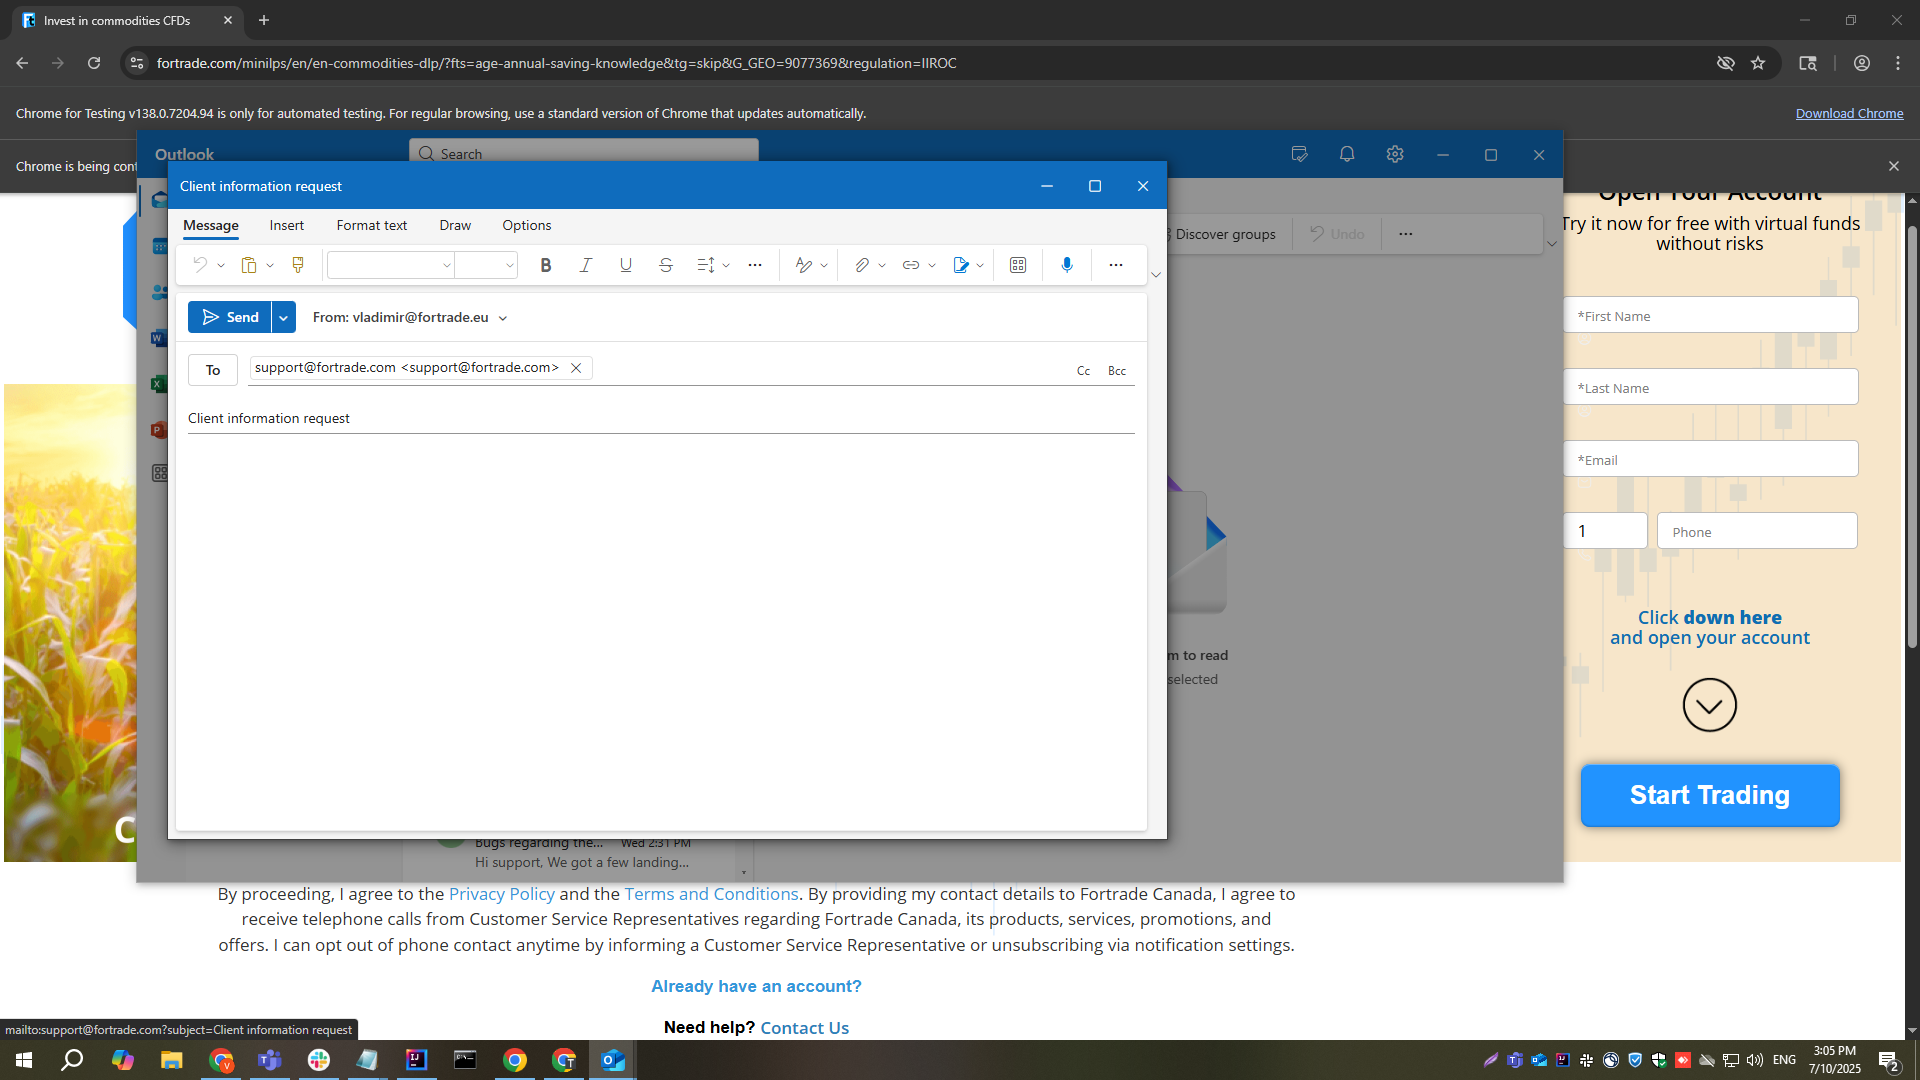 Invest in commodities CFDs
fortrade.com/minilps/en/en-commodities-dlp/?fts=age-annual-saving-knowledge&tg=skip&G_GEO=9077369&regulation=IIROC
Chrome for Testing v138.0.7204.94 is only for automated testing. For regular browsing, use a standard version of Chrome that updates automatically.
Download Chrome
Chrome is being cont
Outlook
Search
Client information request
Message
Insert
Format text
Draw
Options
Discover groups
Undo
Send
From: vladimir@fortrade.eu
To
support@fortrade.com <support@fortrade.com>
Cc
Bcc
Client information request
m to read
selected
Bugs regarding the...
Wed 2:31 PM
Hi support, We got a few landing...
Open Your Account
Try it now for free with virtual funds
without risks
*First Name
*Last Name
*Email
1
Phone
Click down here
and open your account
Start Trading
C
By proceeding, I agree to the Privacy Policy and the Terms and Conditions. By providing my contact details to Fortrade Canada, I agree to
receive telephone calls from Customer Service Representatives regarding Fortrade Canada, its products, services, promotions, and
offers. I can opt out of phone contact anytime by informing a Customer Service Representative or unsubscribing via notification settings.
Already have an account?
Need help? Contact Us
mailto:support@fortrade.com?subject=Client information request
ENG
3:05 PM
7/10/2025
2